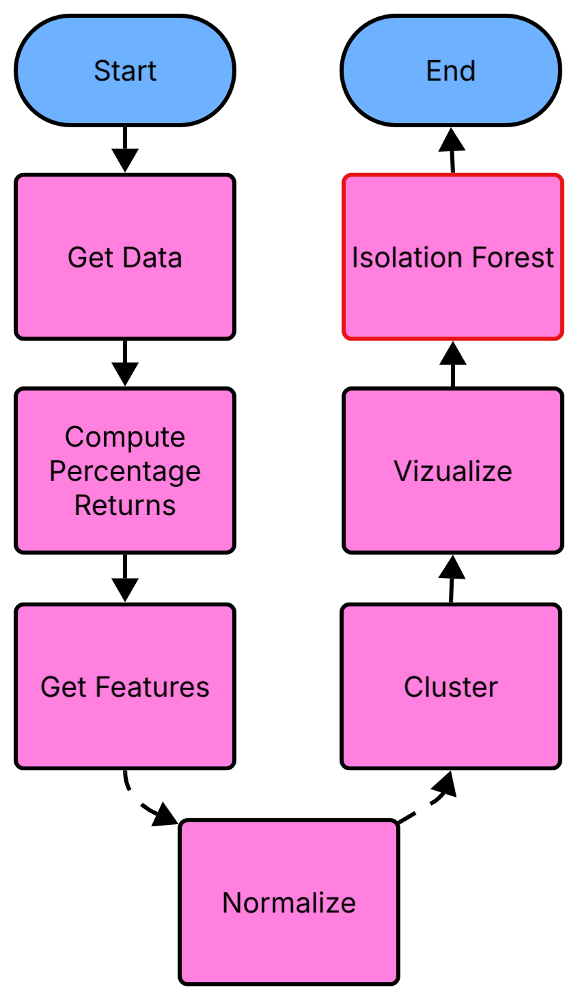 Start
Get Data
Compute
Percentage
Returns
Get Features
Normalize
Cluster
Vizualize
Isolation Forest
End